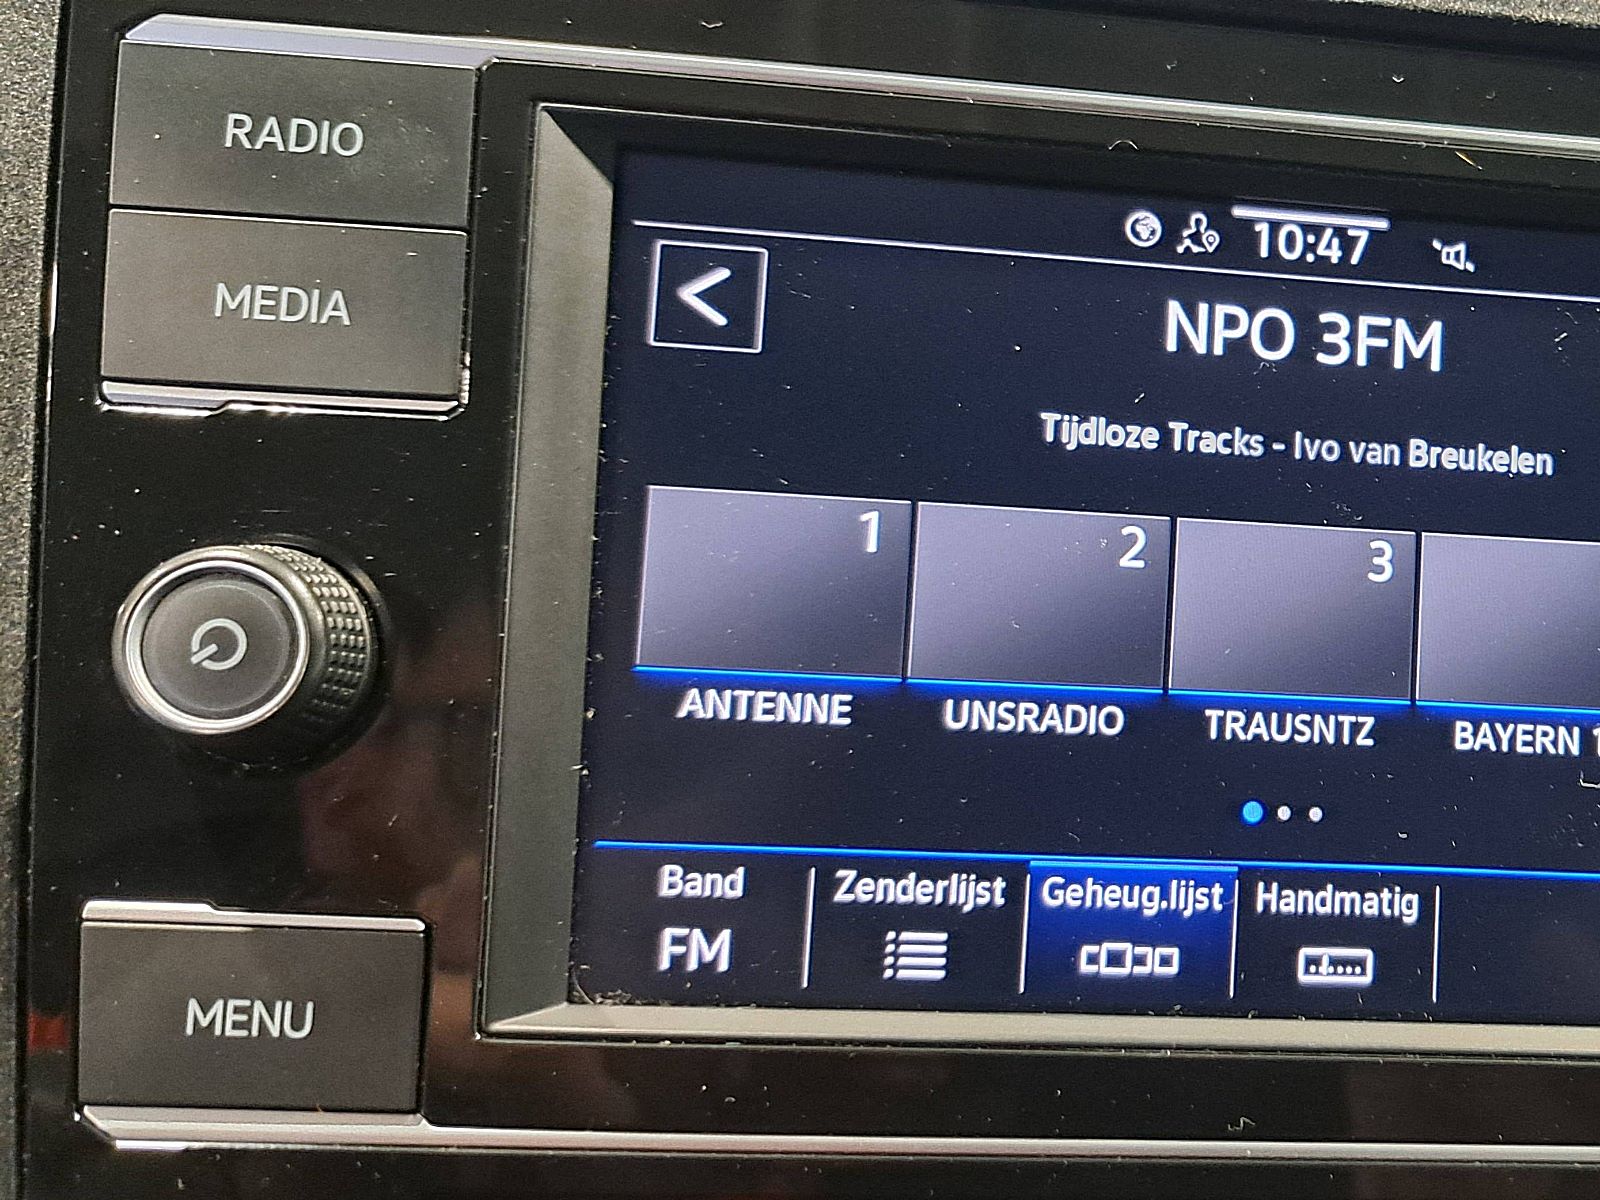 RADIO
MEDIA
MENU
10:47
NPO 3FM
Tijdloze Tracks - Ivo van Breukelen
1
2
3
ANTENNE
UNSRADIO
TRAUSNTZ
BAYERN 1
Band
FM
Zenderlijst
Geheug.lijst
Handmatig